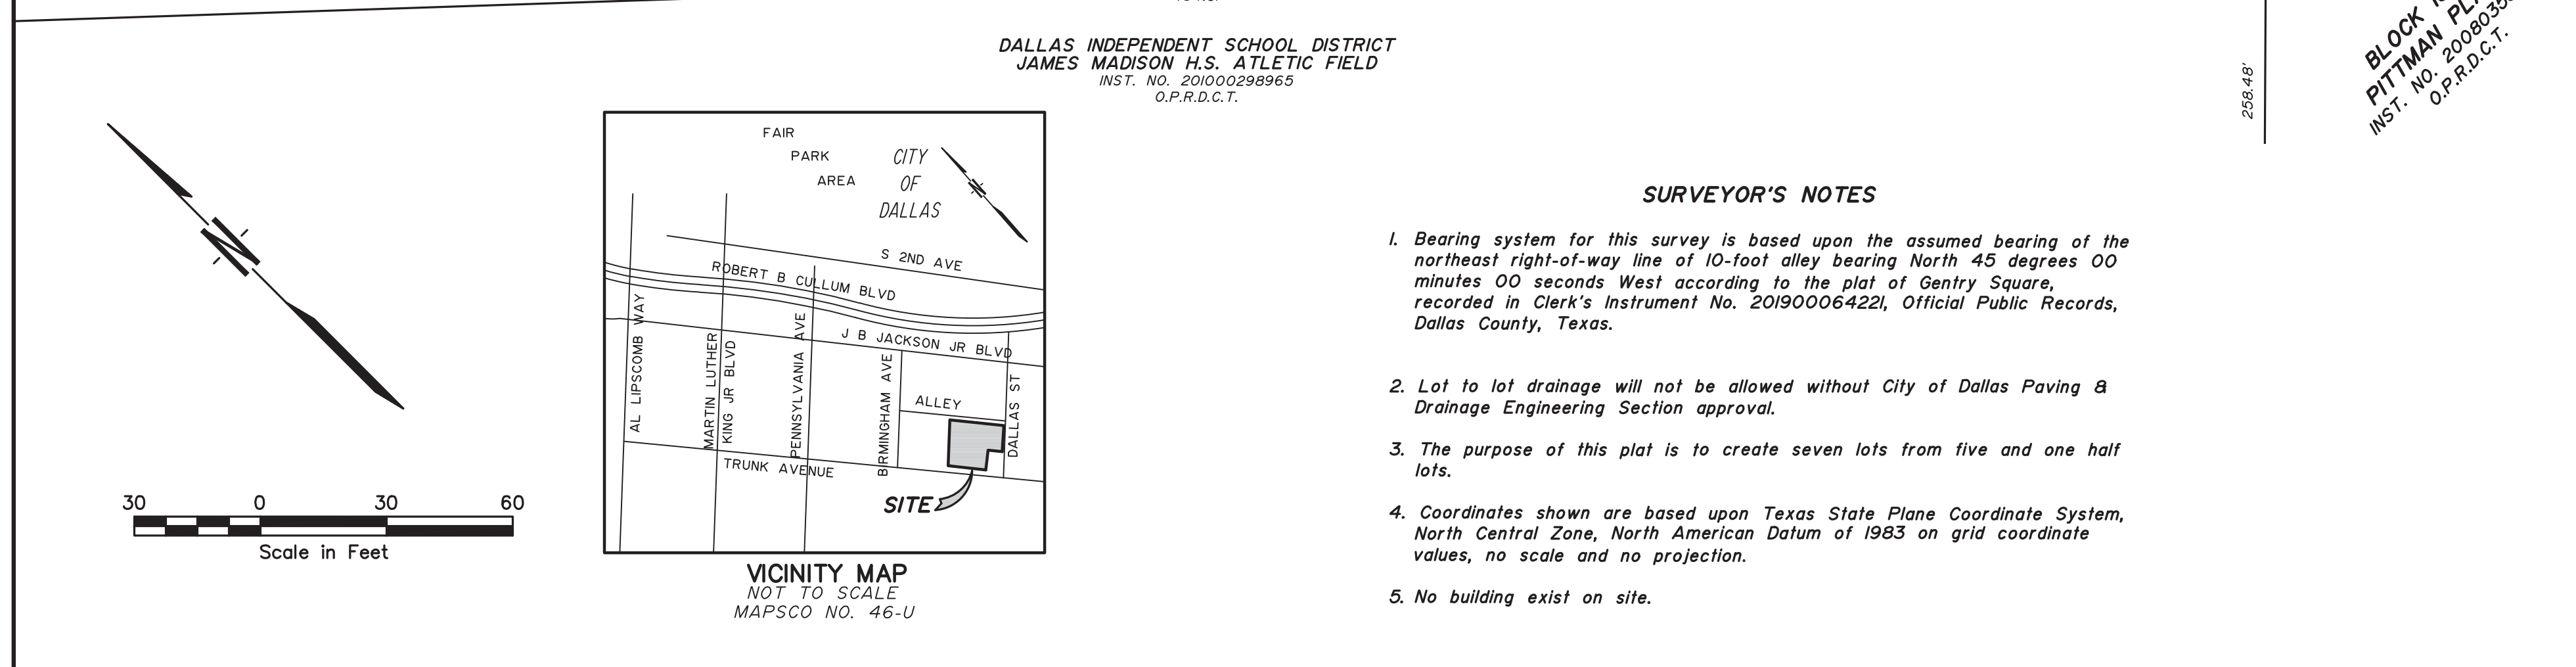 DALLAS INDEPENDENT SCHOOL DISTRICT
JAMES MADISON H.S. ATLETIC FIELD
INST. NO. 201000298965
O.P.R.D.C.T.
258.48'
BLOCK
PITTMAN
INST. NO.
O.P.R.D.C.T.
N
30 0 30 60
Scale in Feet
FAIR
PARK
AREA
CITY
OF
DALLAS
N
S 2ND AVE
ROBERT B CULLUM BLVD
J B JACKSON JR BLVD
AL LIPSCOMB WAY
MARTIN LUTHER
KING JR BLVD
PENNSYLVANIA AVE
BIRMINGHAM AVE
ALLEY
DALLAS ST
TRUNK AVENUE
SITE
VICINITY MAP
NOT TO SCALE
MAPSCO NO. 46-U
SURVEYOR'S NOTES
1. Bearing system for this survey is based upon the assumed bearing of the
northeast right-of-way line of 10-foot alley bearing North 45 degrees 00
minutes 00 seconds West according to the plat of Gentry Square,
recorded in Clerk's Instrument No. 201900064221, Official Public Records,
Dallas County, Texas.
2. Lot to lot drainage will not be allowed without City of Dallas Paving &
Drainage Engineering Section approval.
3. The purpose of this plat is to create seven lots from five and one half
lots.
4. Coordinates shown are based upon Texas State Plane Coordinate System,
North Central Zone, North American Datum of 1983 on grid coordinate
values, no scale and no projection.
5. No building exist on site.